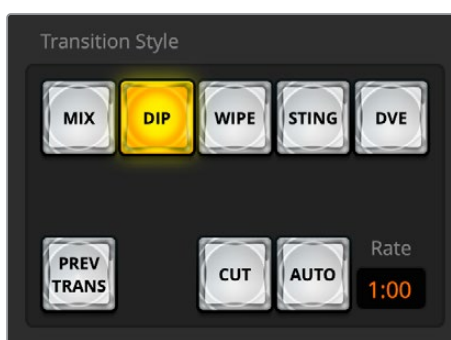 Transition Style
MIX DIP WIPE STING DVE
PREV
TRANS
CUT AUTO
Rate
1:00